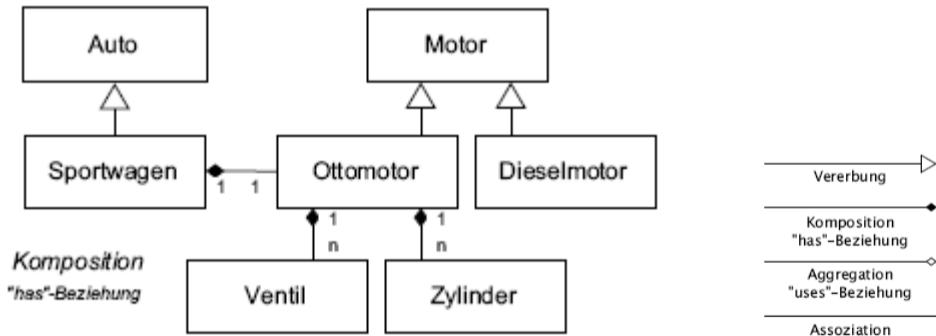 Auto
Motor
Sportwagen
1
1
Ottomotor
Dieselmotor
1
n
1
n
Ventil
Zylinder
Komposition
"has"-Beziehung
Vererbung
Komposition
"has"-Beziehung
Aggregation
"uses"-Beziehung
Assoziation